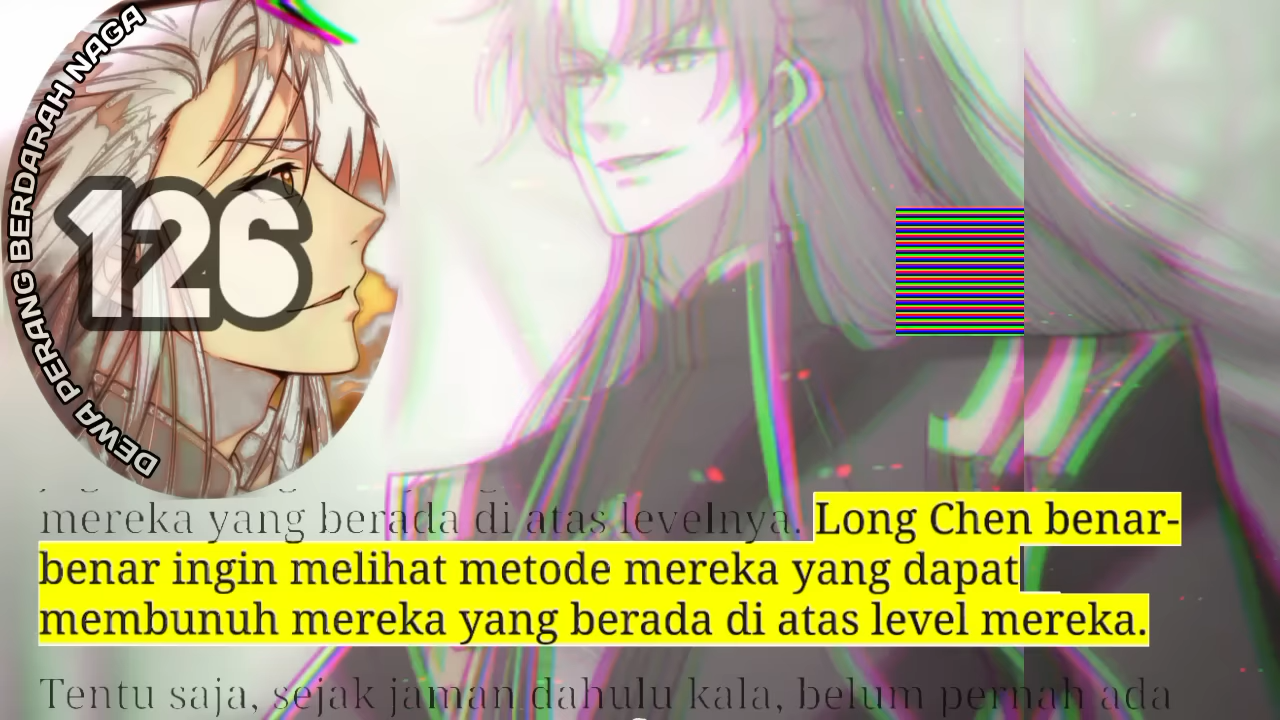 DEWA PERANG BERDARAH NAGA
126
mereka yang berada di atas levelnya. Long Chen benar-
benar ingin melihat metode mereka yang dapat
membunuh mereka yang berada di atas level mereka.
Tentu saja, sejak jaman dahulu kala, belum pernah ada